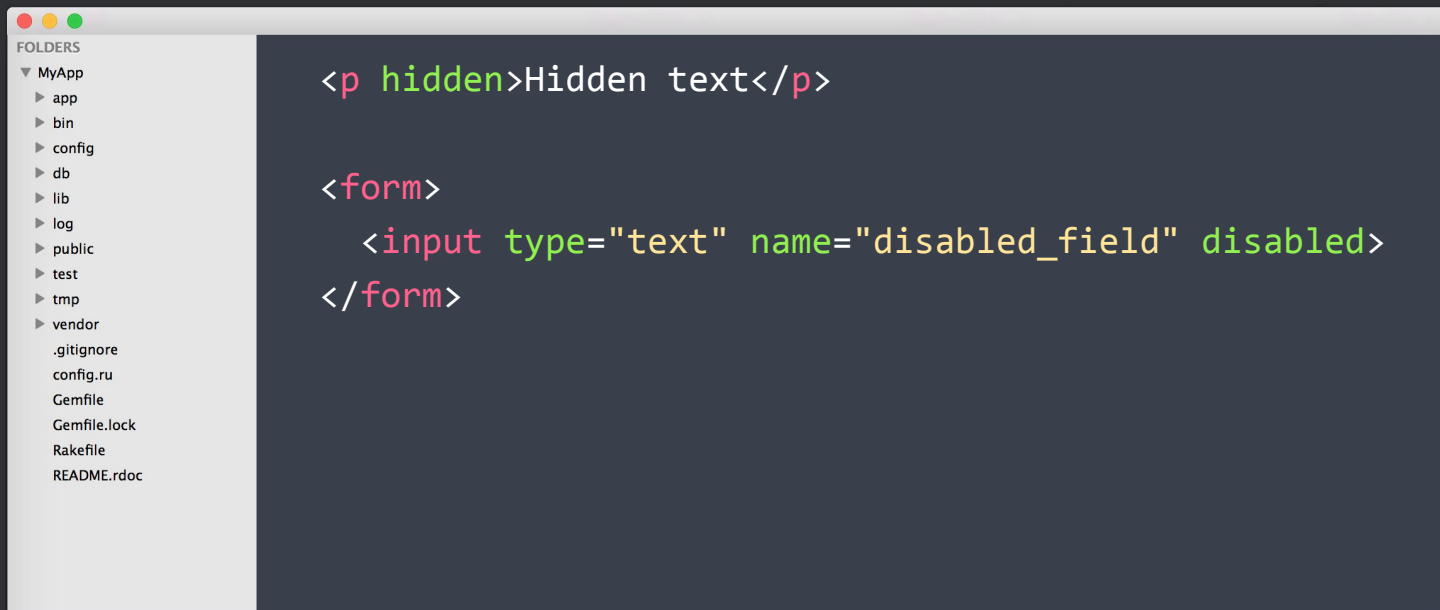 FOLDERS
MyApp
app
bin
config
db
lib
log
public
test
tmp
vendor
.gitignore
config.ru
Gemfile
Gemfile.lock
Rakefile
README.rdoc
<p hidden>Hidden text</p>
<form>
<input type="text" name="disabled_field" disabled>
</form>